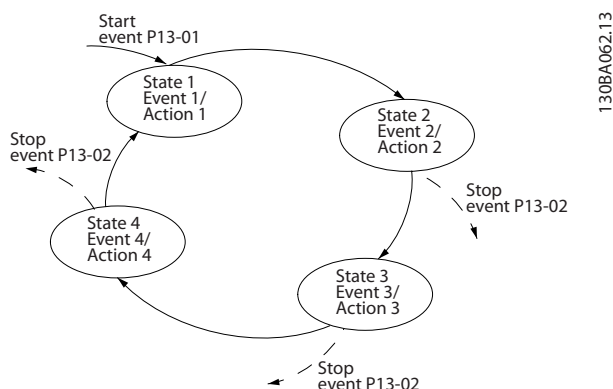 Start
event P13-01
130BA062.13
State 1
Event 1/
Action 1
State 2
Event 2/
Action 2
Stop
event P13-02
Stop
event P13-02
State 4
Event 4/
Action 4
State 3
Event 3/
Action 3
Stop
event P13-02